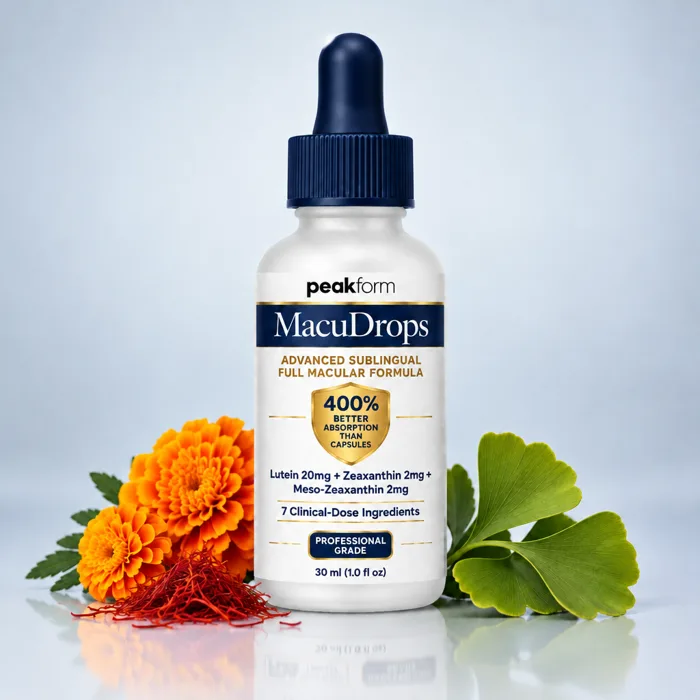 peakform
MacuDrops
ADVANCED SUBLINGUAL
FULL MACULAR FORMULA
400%
BETTER
ABSORPTION
THAN
CAPSULES
Lutein 20mg + Zeaxanthin 2mg +
Meso-Zeaxanthin 2mg
7 Clinical-Dose Ingredients
PROFESSIONAL
GRADE
30 ml (1.0 fl oz)